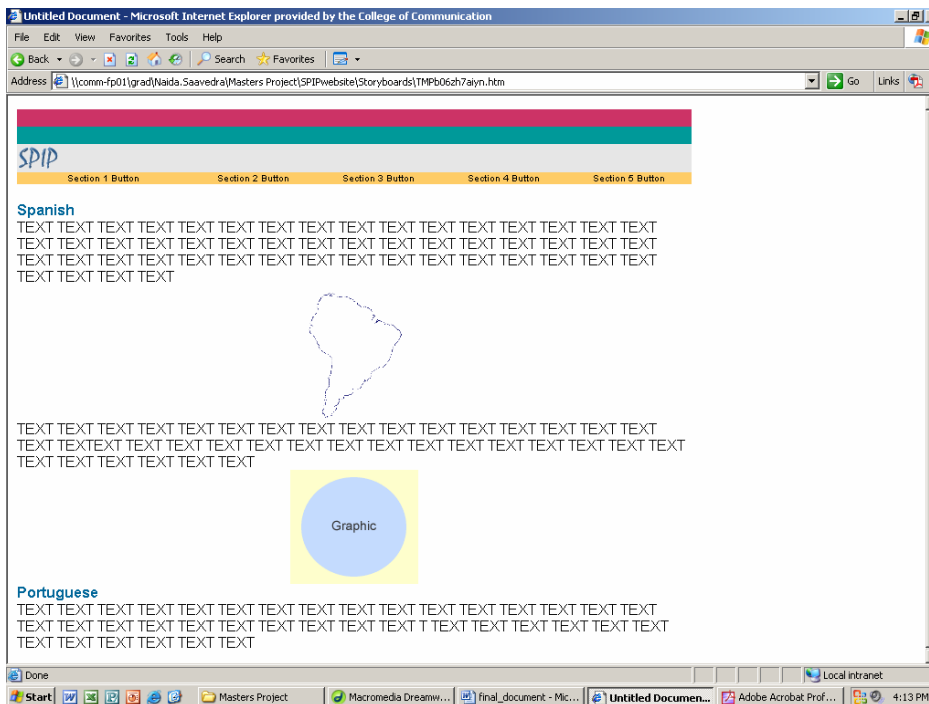 Untitled Document - Microsoft Internet Explorer provided by the College of Communication
File Edit View Favorites Tools Help
Back Search Favorites
Address \\comm-fp01\grad\Naida.Saavedra\Masters Project\SPIPwebsite\Storyboards\TMPb06zh7aiyn.htm Go Links
SPIP
Section 1 Button Section 2 Button Section 3 Button Section 4 Button Section 5 Button
Spanish
TEXT TEXT TEXT TEXT TEXT TEXT TEXT TEXT TEXT TEXT TEXT TEXT TEXT TEXT TEXT TEXT
TEXT TEXT TEXT TEXT TEXT TEXT TEXT TEXT TEXT TEXT TEXT TEXT TEXT TEXT TEXT TEXT
TEXT TEXT TEXT TEXT TEXT TEXT TEXT TEXT TEXT TEXT TEXT TEXT TEXT TEXT TEXT TEXT
TEXT TEXT TEXT TEXT
TEXT TEXT TEXT TEXT TEXT TEXT TEXT TEXT TEXT TEXT TEXT TEXT TEXT TEXT TEXT TEXT
TEXT TEXTEXT TEXT TEXT TEXT TEXT TEXT TEXT TEXT TEXT TEXT TEXT TEXT TEXT TEXT
TEXT TEXT TEXT TEXT TEXT TEXT
Graphic
Portuguese
TEXT TEXT TEXT TEXT TEXT TEXT TEXT TEXT TEXT TEXT TEXT TEXT TEXT TEXT TEXT TEXT
TEXT TEXT TEXT TEXT TEXT TEXT TEXT TEXT TEXT TEXT T TEXT TEXT TEXT TEXT TEXT TEXT
TEXT TEXT TEXT TEXT TEXT TEXT
Done Local intranet
Start Masters Project Macromedia Dreamw... final_document - Mic... Untitled Documen... Adobe Acrobat Prof... 4:13 PM